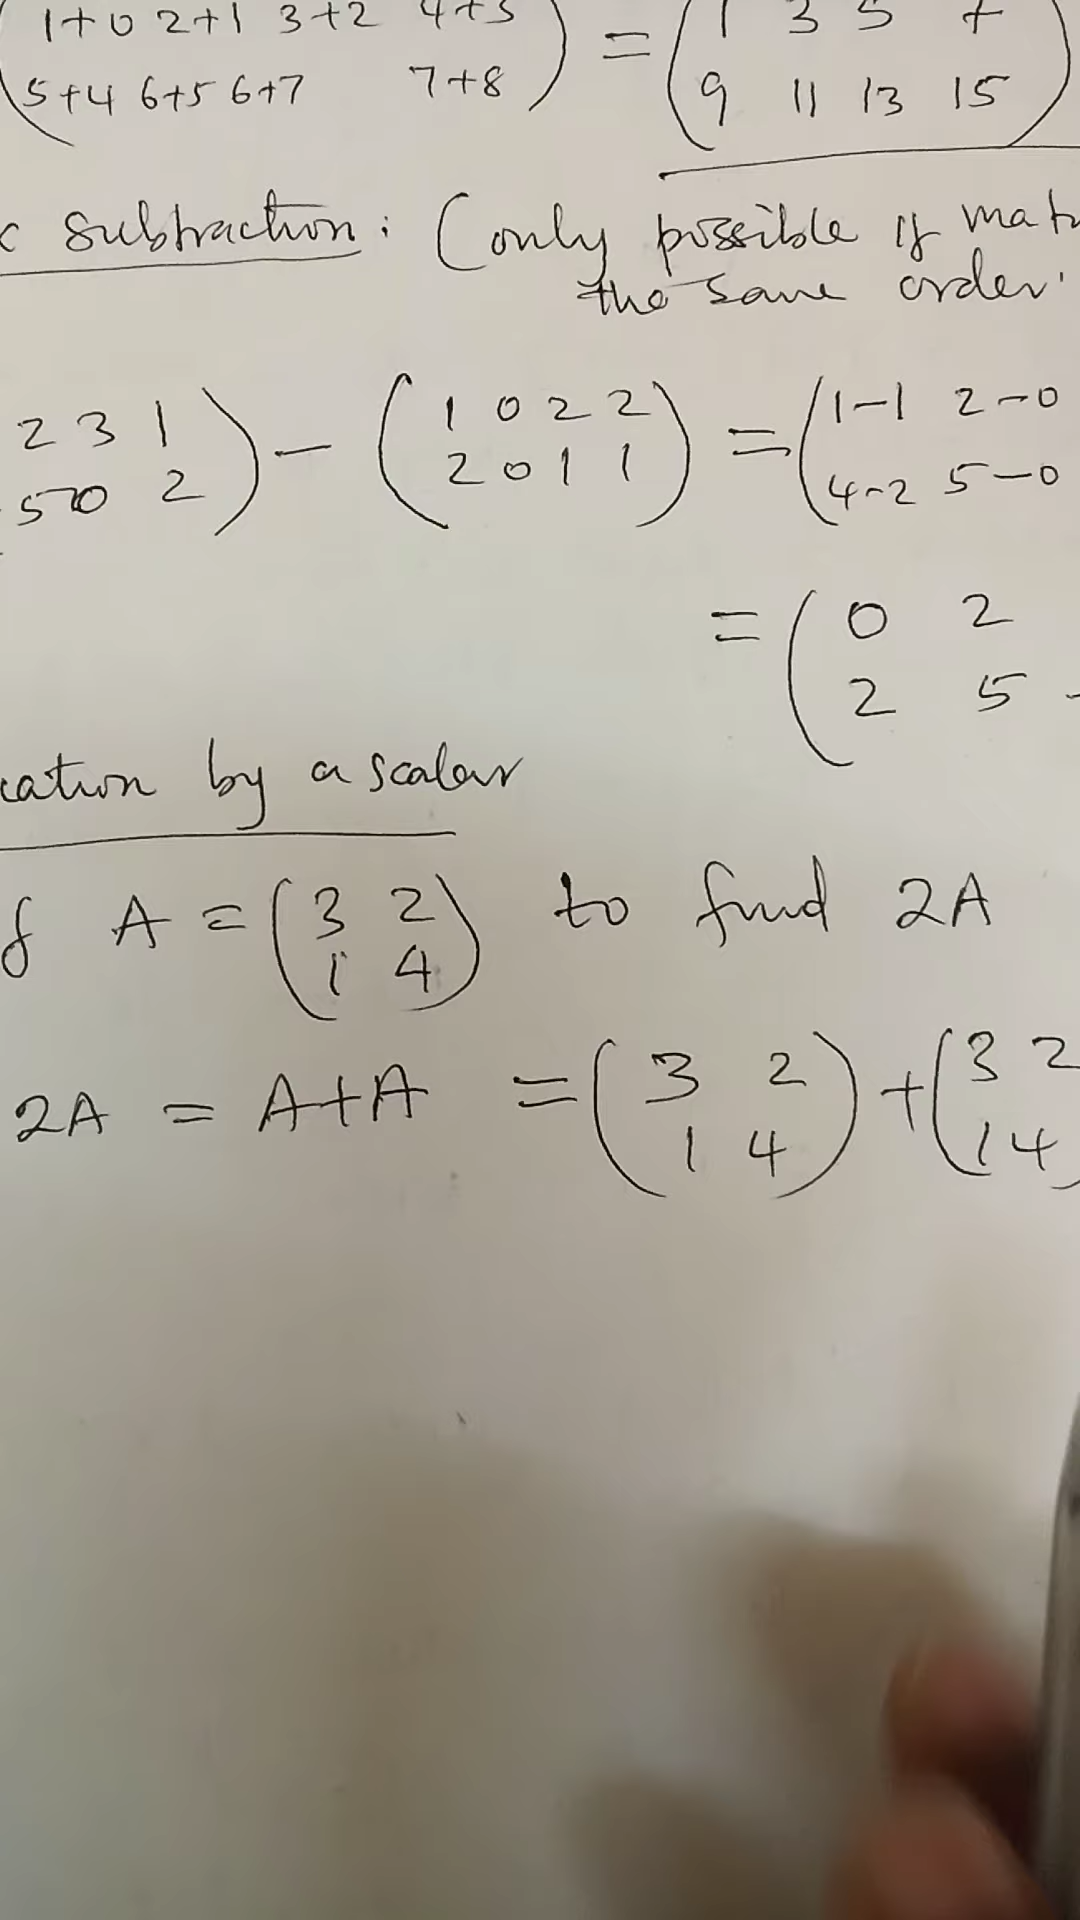 1+0 2+1 3+2 4+3 = ( 1 3 5 7
5+4 6+5 6+7 7+8 ) 9 11 13 15 )
subtraction: (only possible if
the same order.
2 3 1 ) - ( 1 0 2 2 ) = ( 1-1 2-0
5 0 2 2 0 1 1 4-2 5-0
= ( 0 2
2 5 -
by a scalar
A = ( 3 2 ) to find 2A
1 4
2A = A+A = ( 3 2 ) + ( 3 2
1 4 1 4 )